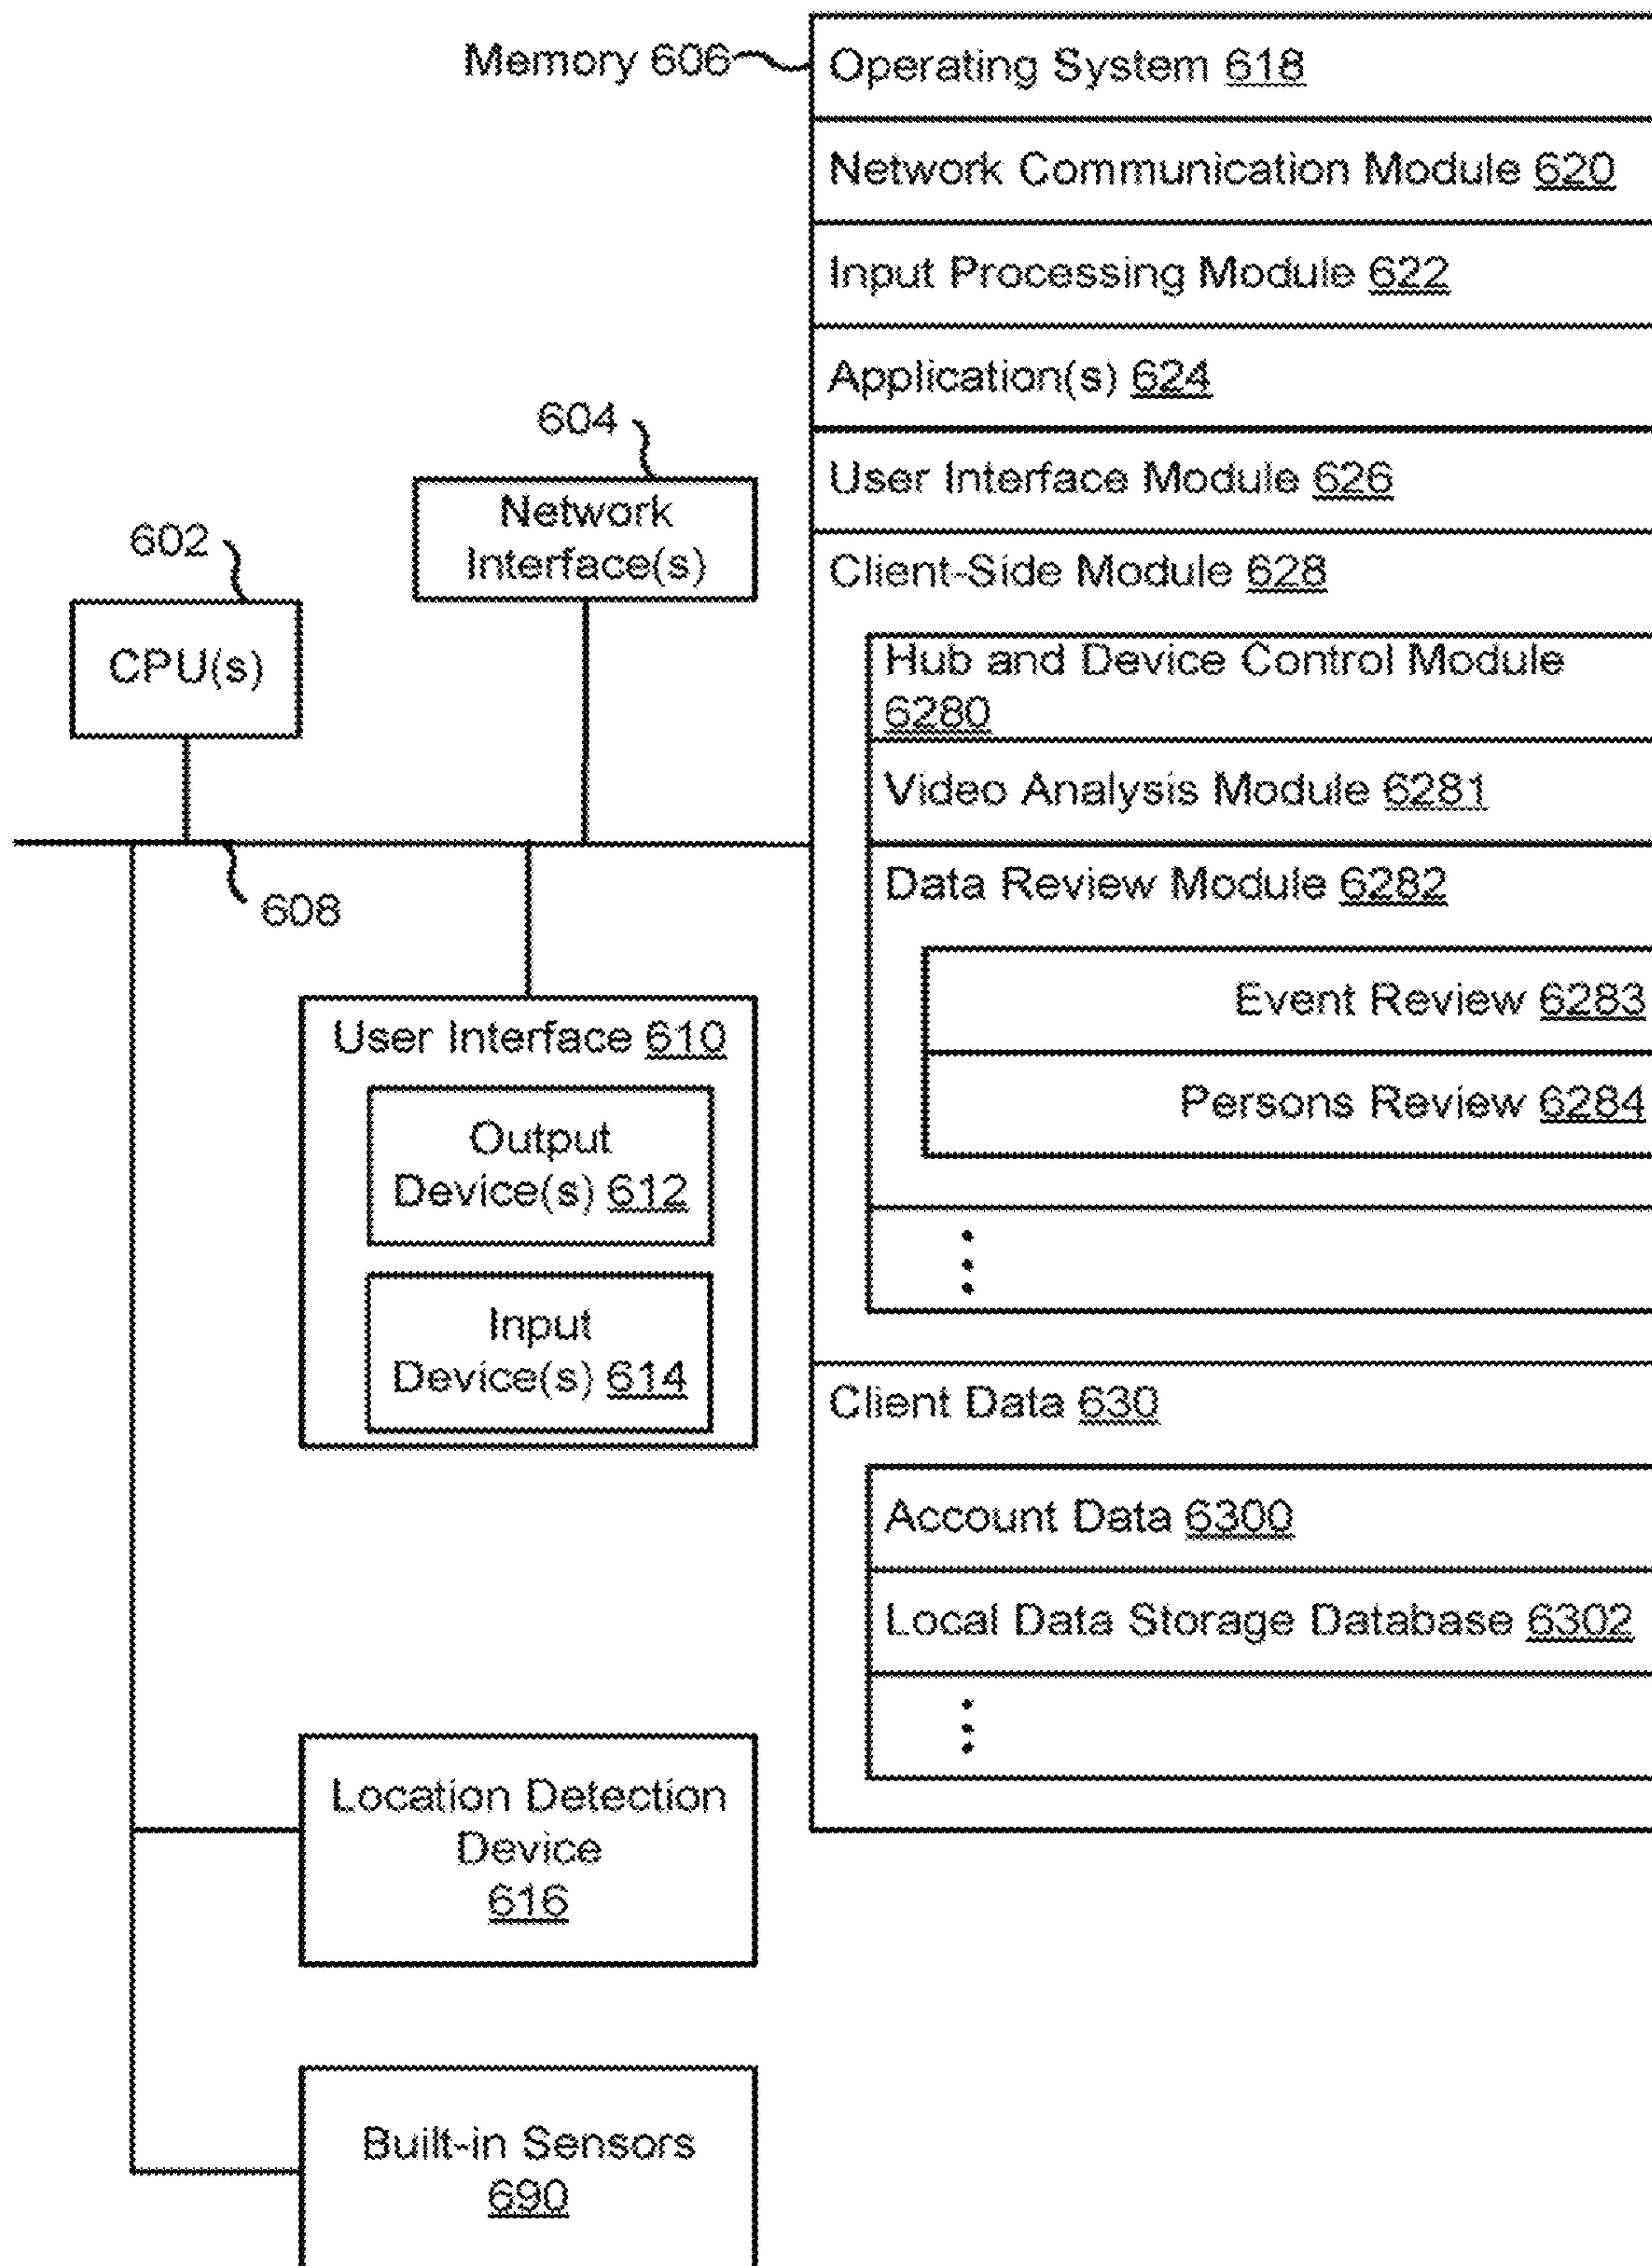 Memory 606
Operating System 618
Network Communication Module 620
Input Processing Module 622
Application(s) 624
User Interface Module 626
Client-Side Module 628
Hub and Device Control Module
6280
Video Analysis Module 6281
Data Review Module 6282
Event Review 6283
Persons Review 6284
Client Data 630
Account Data 6300
Local Data Storage Database 6302
604
Network
Interface(s)
602
CPU(s)
608
User Interface 610
Output
Device(s) 612
Input
Device(s) 614
Location Detection
Device
616
Built-in Sensors
690